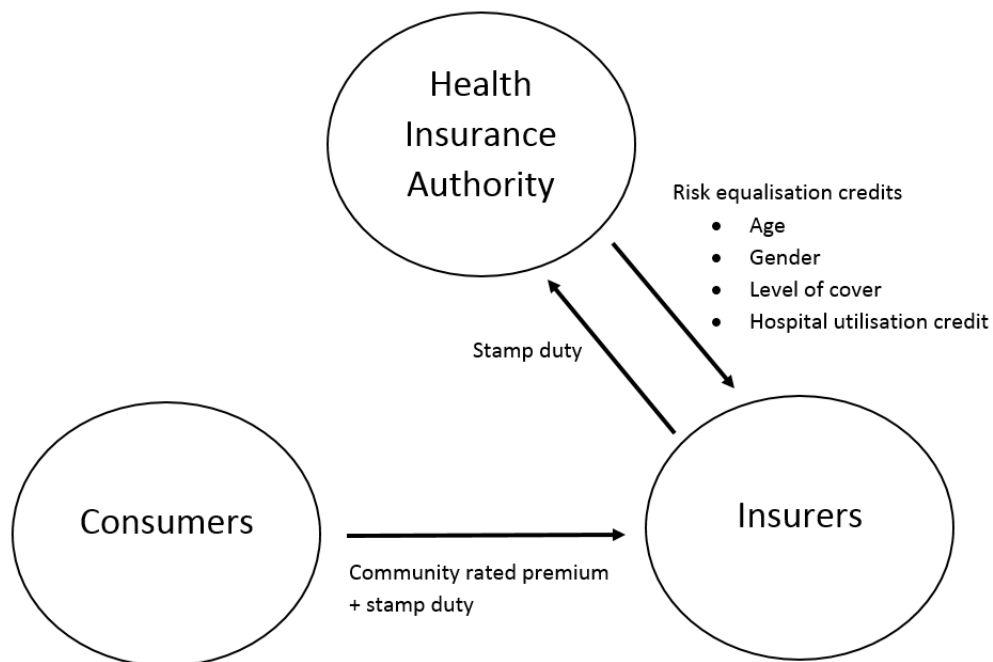 Health
Insurance
Authority
Risk equalisation credits
• Age
• Gender
• Level of cover
• Hospital utilisation credit
Stamp duty
Consumers
Insurers
Community rated premium
+ stamp duty